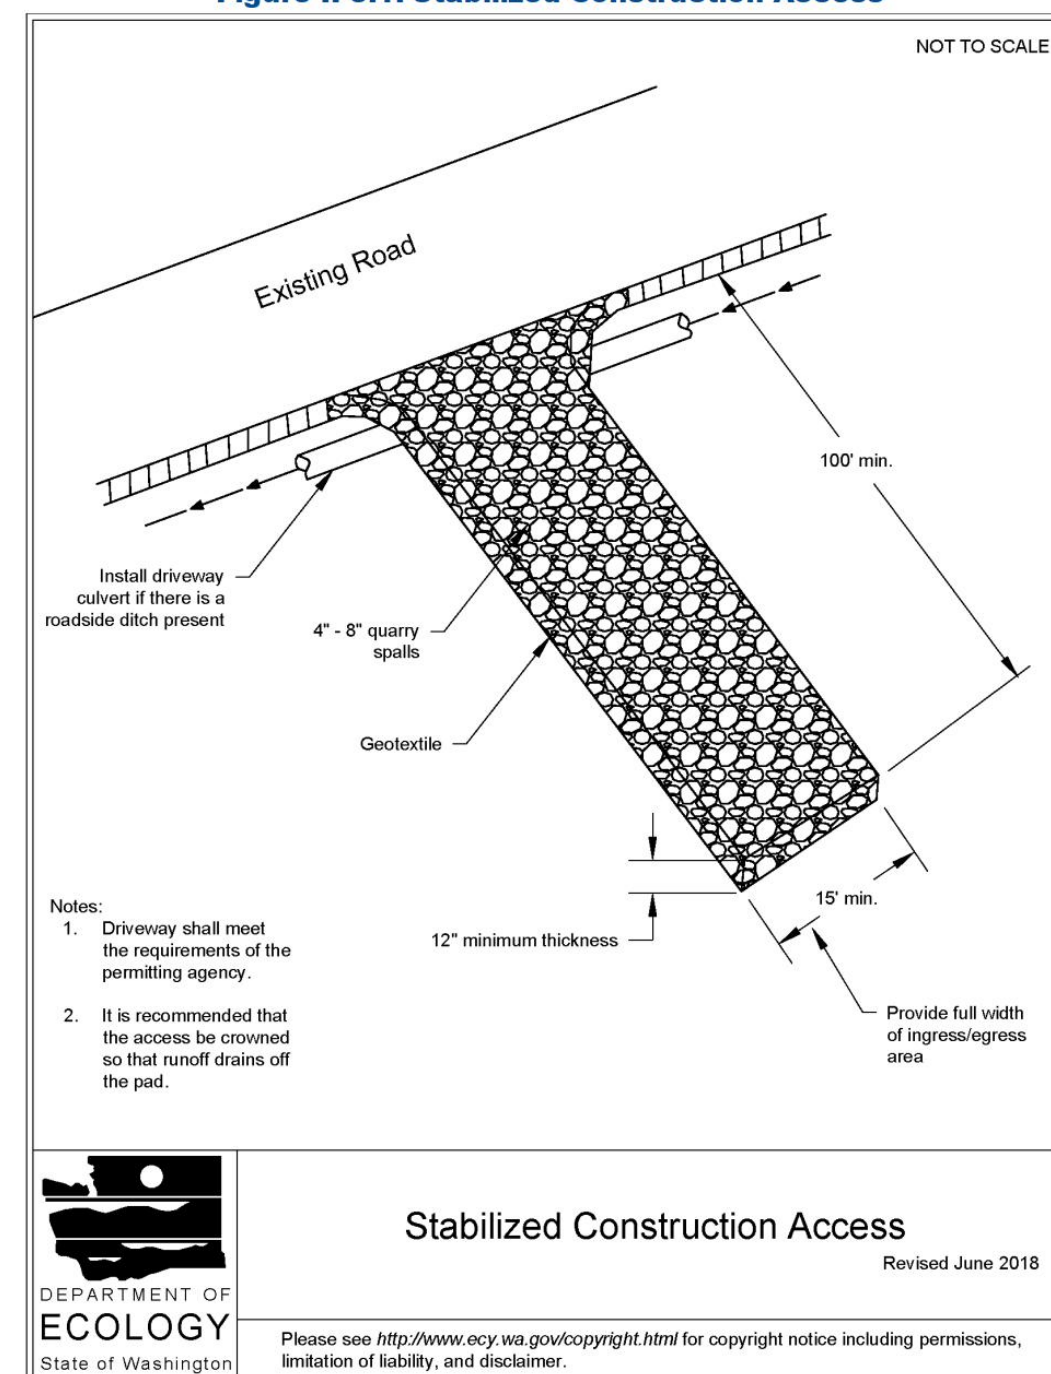 NOT TO SCALE
Existing Road
100' min.
Install driveway
culvert if there is a
roadside ditch present
4" - 8" quarry
spalls
Geotextile
15' min.
12" minimum thickness
Provide full width
of ingress/egress
area
Notes:
1. Driveway shall meet
the requirements of the
permitting agency.
2. It is recommended that
the access be crowned
so that runoff drains off
the pad.
Stabilized Construction Access
Revised June 2018
DEPARTMENT OF
ECOLOGY
State of Washington
Please see http://www.ecy.wa.gov/copyright.html for copyright notice including permissions,
limitation of liability, and disclaimer.